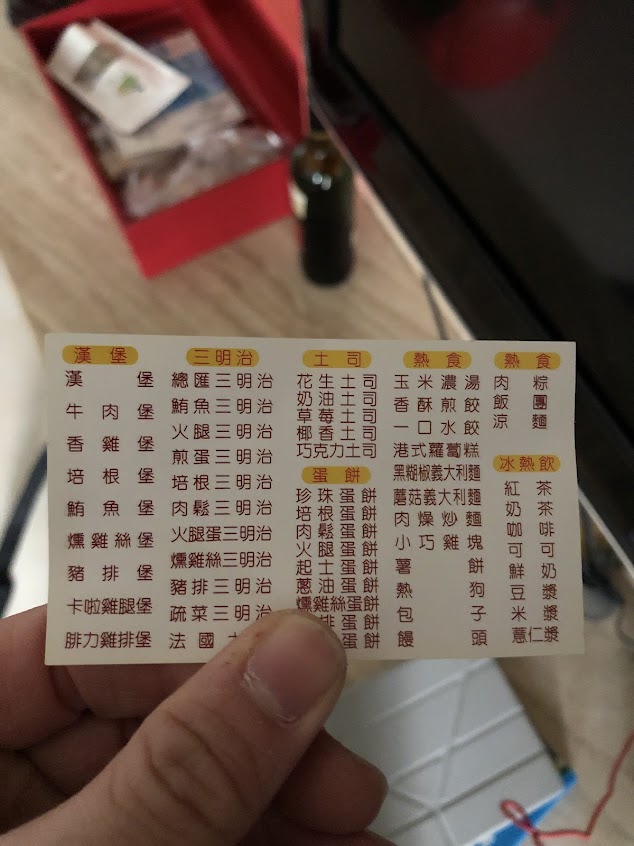 漢堡
漢堡
牛肉堡
香雞堡
培根堡
鮪魚堡
燻雞絲堡
豬排堡
卡啦雞腿堡
腓力雞排堡
三明治
總匯三明治
鮪魚三明治
火腿三明治
煎蛋三明治
培根三明治
肉鬆三明治
火腿蛋三明治
燻雞絲三明治
豬排三明治
疏菜三明治
法國
土司
花生土司
奶油土司
草莓土司
椰香土司
巧克力土司
蛋餅
珍珠蛋餅
培根蛋餅
肉鬆蛋餅
火腿蛋餅
起士蛋餅
蔥油蛋餅
燻雞絲蛋餅
排蛋餅
蛋餅
熱食
玉米濃湯
香酥煎餃
一口水餃
港式蘿蔔糕
黑糊椒義大利麵
蘑菇義大利麵
肉燥炒麵
小巧雞塊
薯餅
熱狗
包子
饅頭
熱食
肉粽
飯團
涼麵
冰熱飲
紅茶
奶茶
咖啡
可可
鮮奶
豆漿
米漿
薏仁漿